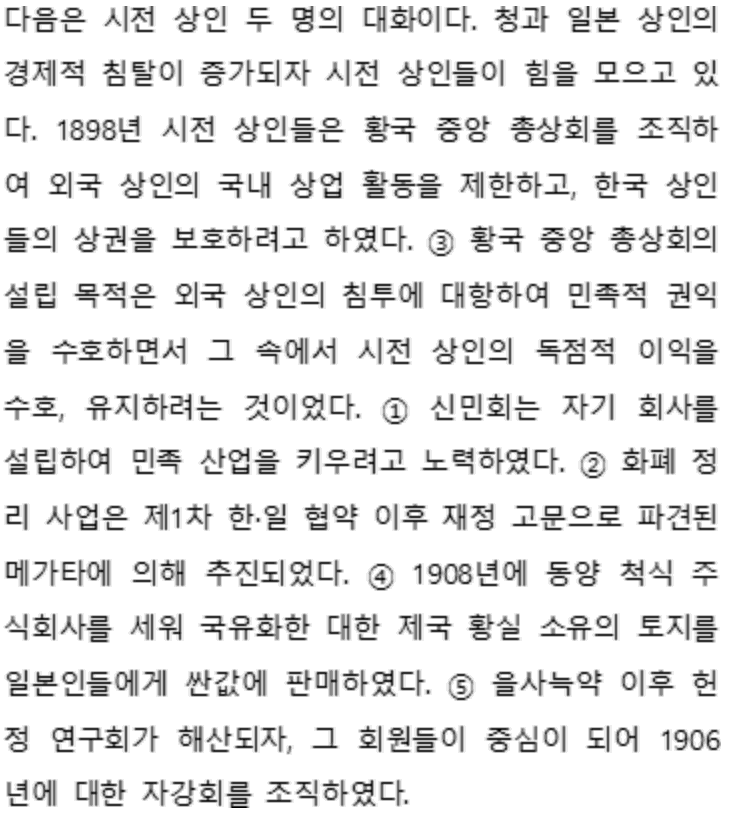 다음은 시전 상인 두 명의 대화이다. 청과 일본 상인의
경제적 침탈이 증가되자 시전 상인들이 힘을 모으고 있
다. 1898년 시전 상인들은 황국 중앙 총상회를 조직하
여 외국 상인의 국내 상업 활동을 제한하고, 한국 상인
들의 상권을 보호하려고 하였다. ③ 황국 중앙 총상회의
설립 목적은 외국 상인의 침투에 대항하여 민족적 권익
을 수호하면서 그 속에서 시전 상인의 독점적 이익을
수호, 유지하려는 것이었다. ① 신민회는 자기 회사를
설립하여 민족 산업을 키우려고 노력하였다. ② 화폐 정
리 사업은 제1차 한·일 협약 이후 재정 고문으로 파견된
메가타에 의해 추진되었다. ④ 1908년에 동양 척식 주
식회사를 세워 국유화한 대한 제국 황실 소유의 토지를
일본인들에게 싼값에 판매하였다. ⑤ 을사늑약 이후 헌
정 연구회가 해산되자, 그 회원들이 중심이 되어 1906
년에 대한 자강회를 조직하였다.